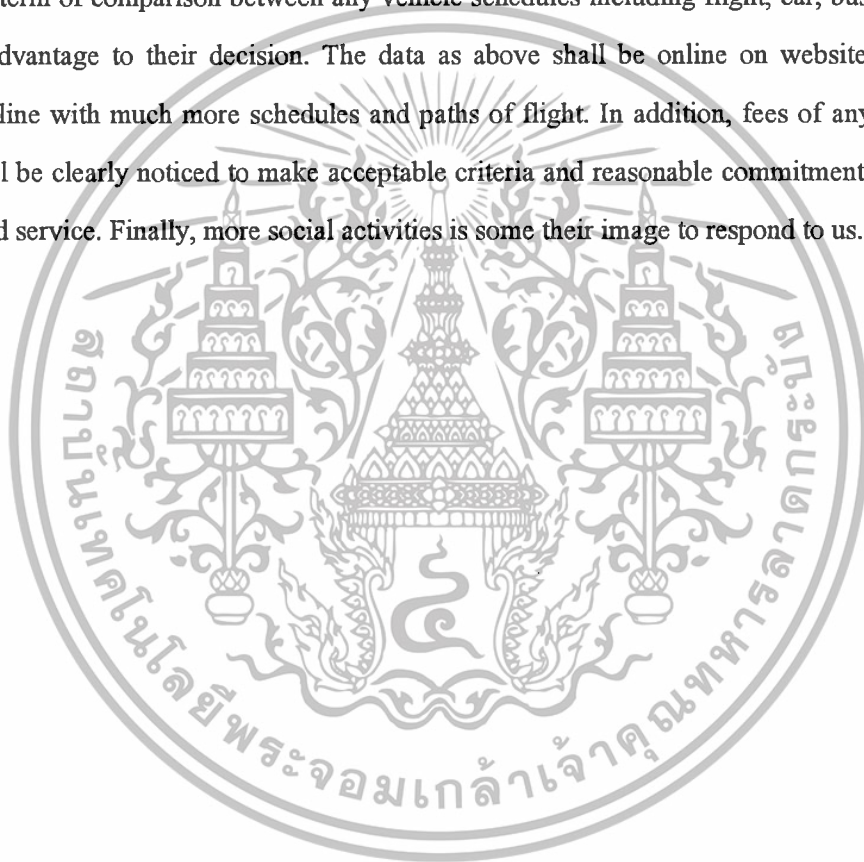 term of comparison between any vehicle schedules including flight, car, bus
dvantage to their decision. The data as above shall be online on website
line with much more schedules and paths of flight. In addition, fees of any
l be clearly noticed to make acceptable criteria and reasonable commitment
d service. Finally, more social activities is some their image to respond to us.
สถาบันเทคโนโลยีพระจอมเกล้าเจ้าคุณทหารลาดกระบัง
๔